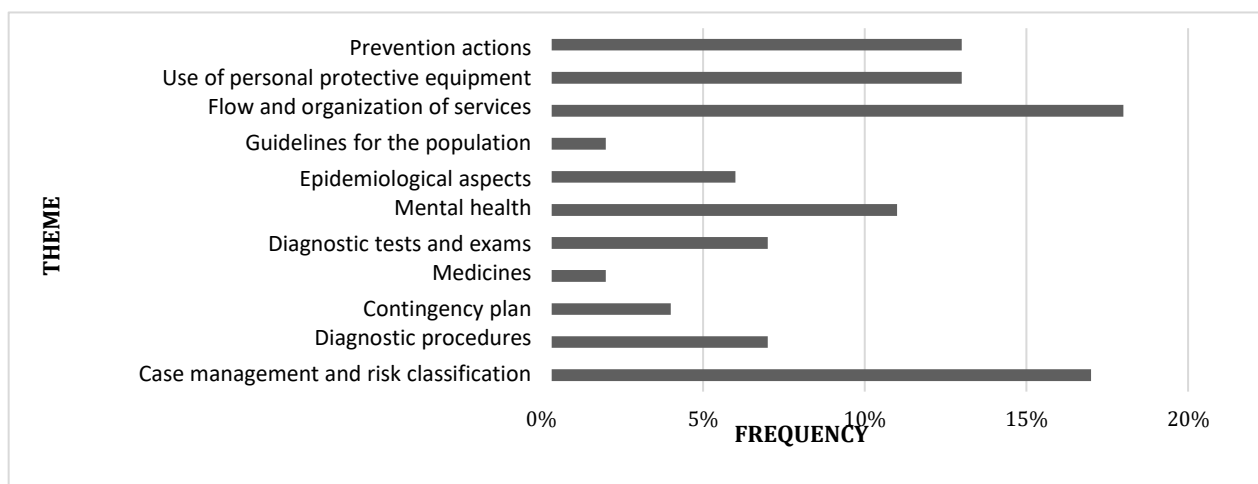 Prevention actions
Use of personal protective equipment
Flow and organization of services
Guidelines for the population
Epidemiological aspects
Mental health
Diagnostic tests and exams
Medicines
Contingency plan
Diagnostic procedures
Case management and risk classification
THEME
0% 5% 10% 15% 20%
FREQUENCY